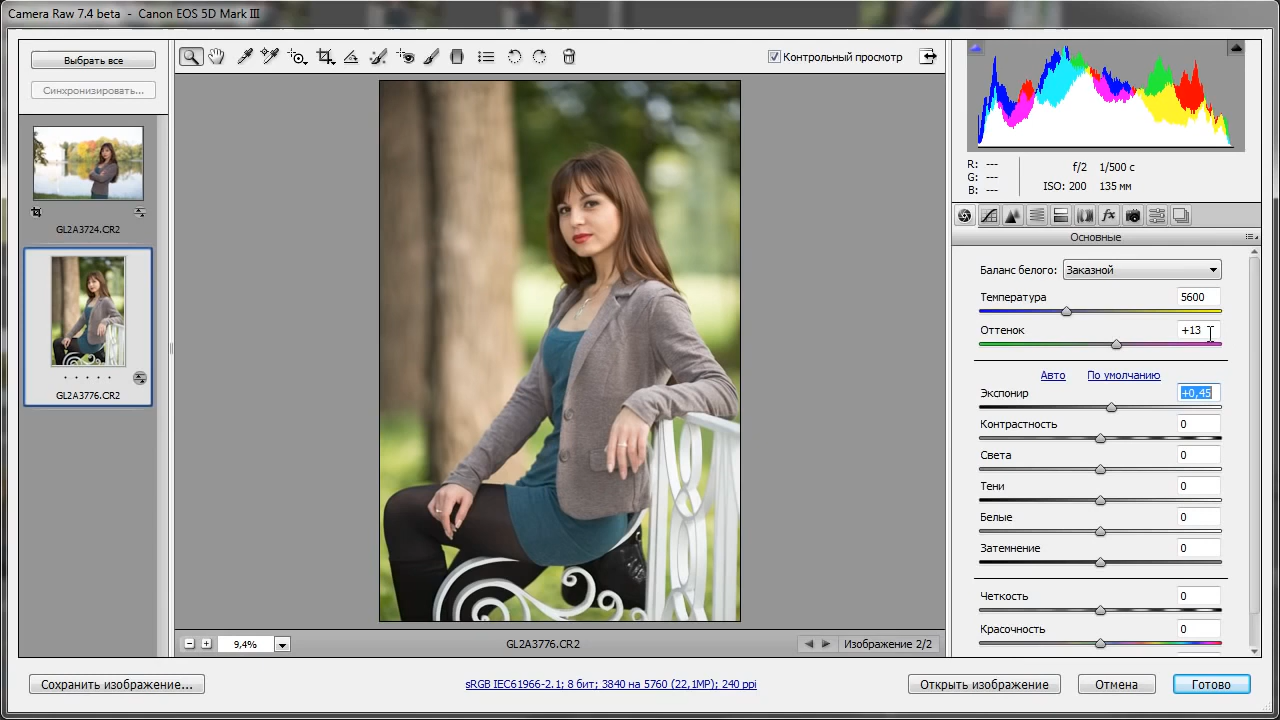 Camera Raw 7.4 beta - Canon EOS 5D Mark III
Выбрать все
Синхронизировать...
GL2A3724.CR2
GL2A3776.CR2
Контрольный просмотр
9,4%
GL2A3776.CR2
Изображение 2/2
R: ---
G: ---
B: ---
f/2 1/500 с
ISO: 200 135 мм
Основные
Баланс белого: Заказной
Температура 5600
Оттенок +13
Авто По умолчанию
Экспонир +0,45
Контрастность 0
Света 0
Тени 0
Белые 0
Затемнение 0
Четкость 0
Красочность 0
Сохранить изображение...
sRGB IEC61966-2.1; 8 бит; 3840 на 5760 (22,1MP); 240 ppi
Открыть изображение
Отмена
Готово